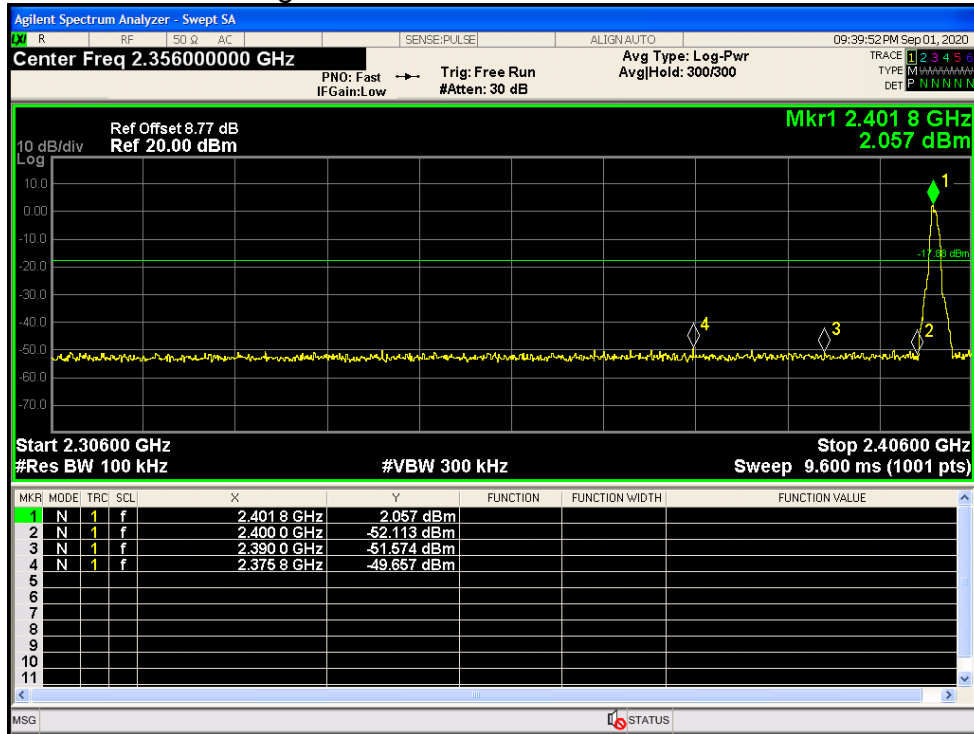 Agilent Spectrum Analyzer - Swept SA
LXI R RF 50 Ω AC SENSE:PULSE ALIGN AUTO 09:39:52 PM Sep 01, 2020
Center Freq 2.356000000 GHz
PNO: Fast
IFGain:Low
Trig: Free Run
#Atten: 30 dB
Avg Type: Log-Pwr
Avg|Hold: 300/300
TRACE 1 2 3 4 5 6
TYPE M
DET P N N N N N
Ref Offset 8.77 dB
10 dB/div Ref 20.00 dBm
Log
Mkr1 2.401 8 GHz
2.057 dBm
10.0
0.00
-10.0
-20.0
-30.0
-40.0
-50.0
-60.0
-70.0
1
-17.88 dBm
4
3
2
Start 2.30600 GHz Stop 2.40600 GHz
#Res BW 100 kHz #VBW 300 kHz Sweep 9.600 ms (1001 pts)
MKR MODE TRC SCL X Y FUNCTION FUNCTION WIDTH FUNCTION VALUE
1 N 1 f 2.401 8 GHz 2.057 dBm
2 N 1 f 2.400 0 GHz -52.113 dBm
3 N 1 f 2.390 0 GHz -51.574 dBm
4 N 1 f 2.375 8 GHz -49.657 dBm
5
6
7
8
9
10
11
MSG STATUS